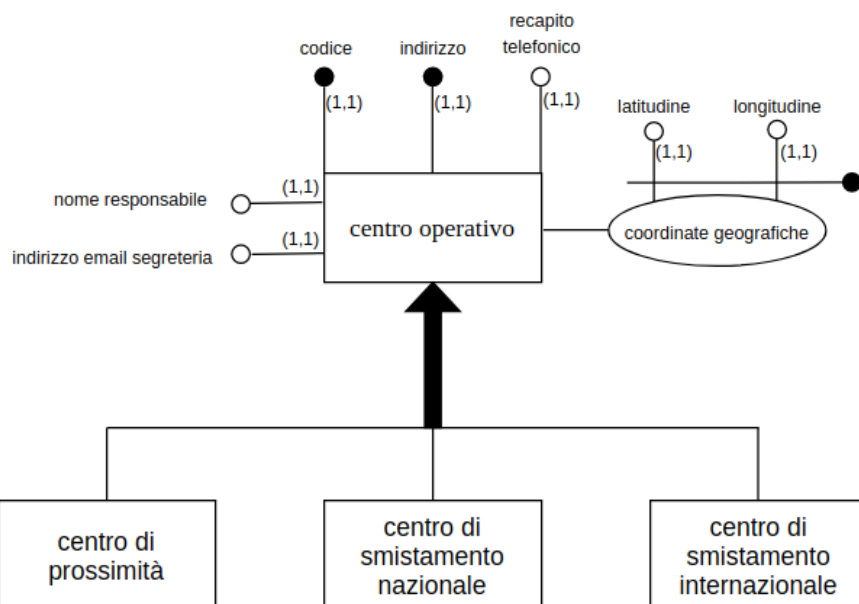 recapito
telefonico
codice
indirizzo
(1,1)
(1,1)
(1,1)
latitudine
longitudine
(1,1)
(1,1)
nome responsabile
(1,1)
indirizzo email segreteria
(1,1)
centro operativo
coordinate geografiche
centro di
prossimità
centro di
smistamento
nazionale
centro di
smistamento
internazionale